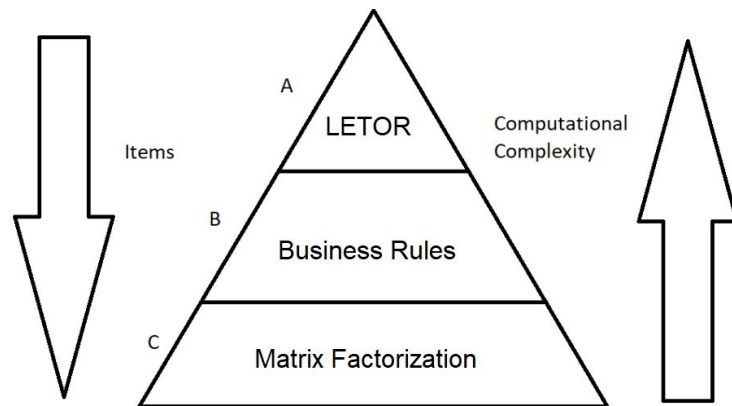 A
LETOR
Items
Computational
Complexity
B
Business Rules
C
Matrix Factorization